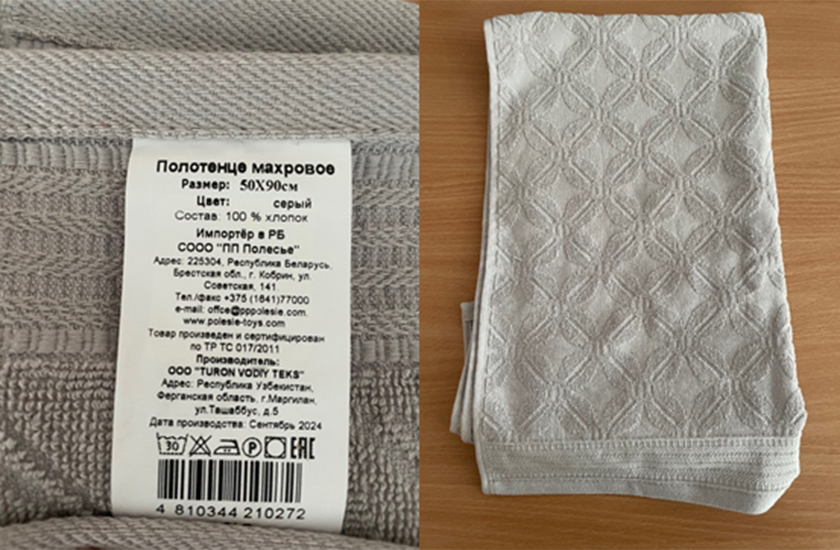 Полотенце махровое
Размер: 50X90см
Цвет: серый
Состав: 100 % хлопок
Импортёр в РБ
СООО "ПП Полесье"
Адрес: 225304, Республика Беларусь,
Брестская обл., г. Кобрин, ул.
Советская, 141
Тел./факс +375 (1641)77000
e-mail: offce@pppolesie.com
www.polesie-toys.com
Товар произведен и сертифицирован
по ТР ТС 017/2011
Производитель:
ООО "TURON VODIY TEKS"
Адрес: Республика Узбекистан,
Ферганская область, г.Маргилан,
ул.Ташаббус, д.5
Дата производства: Сентябрь 2024
30 P EAC
4 810344 210272